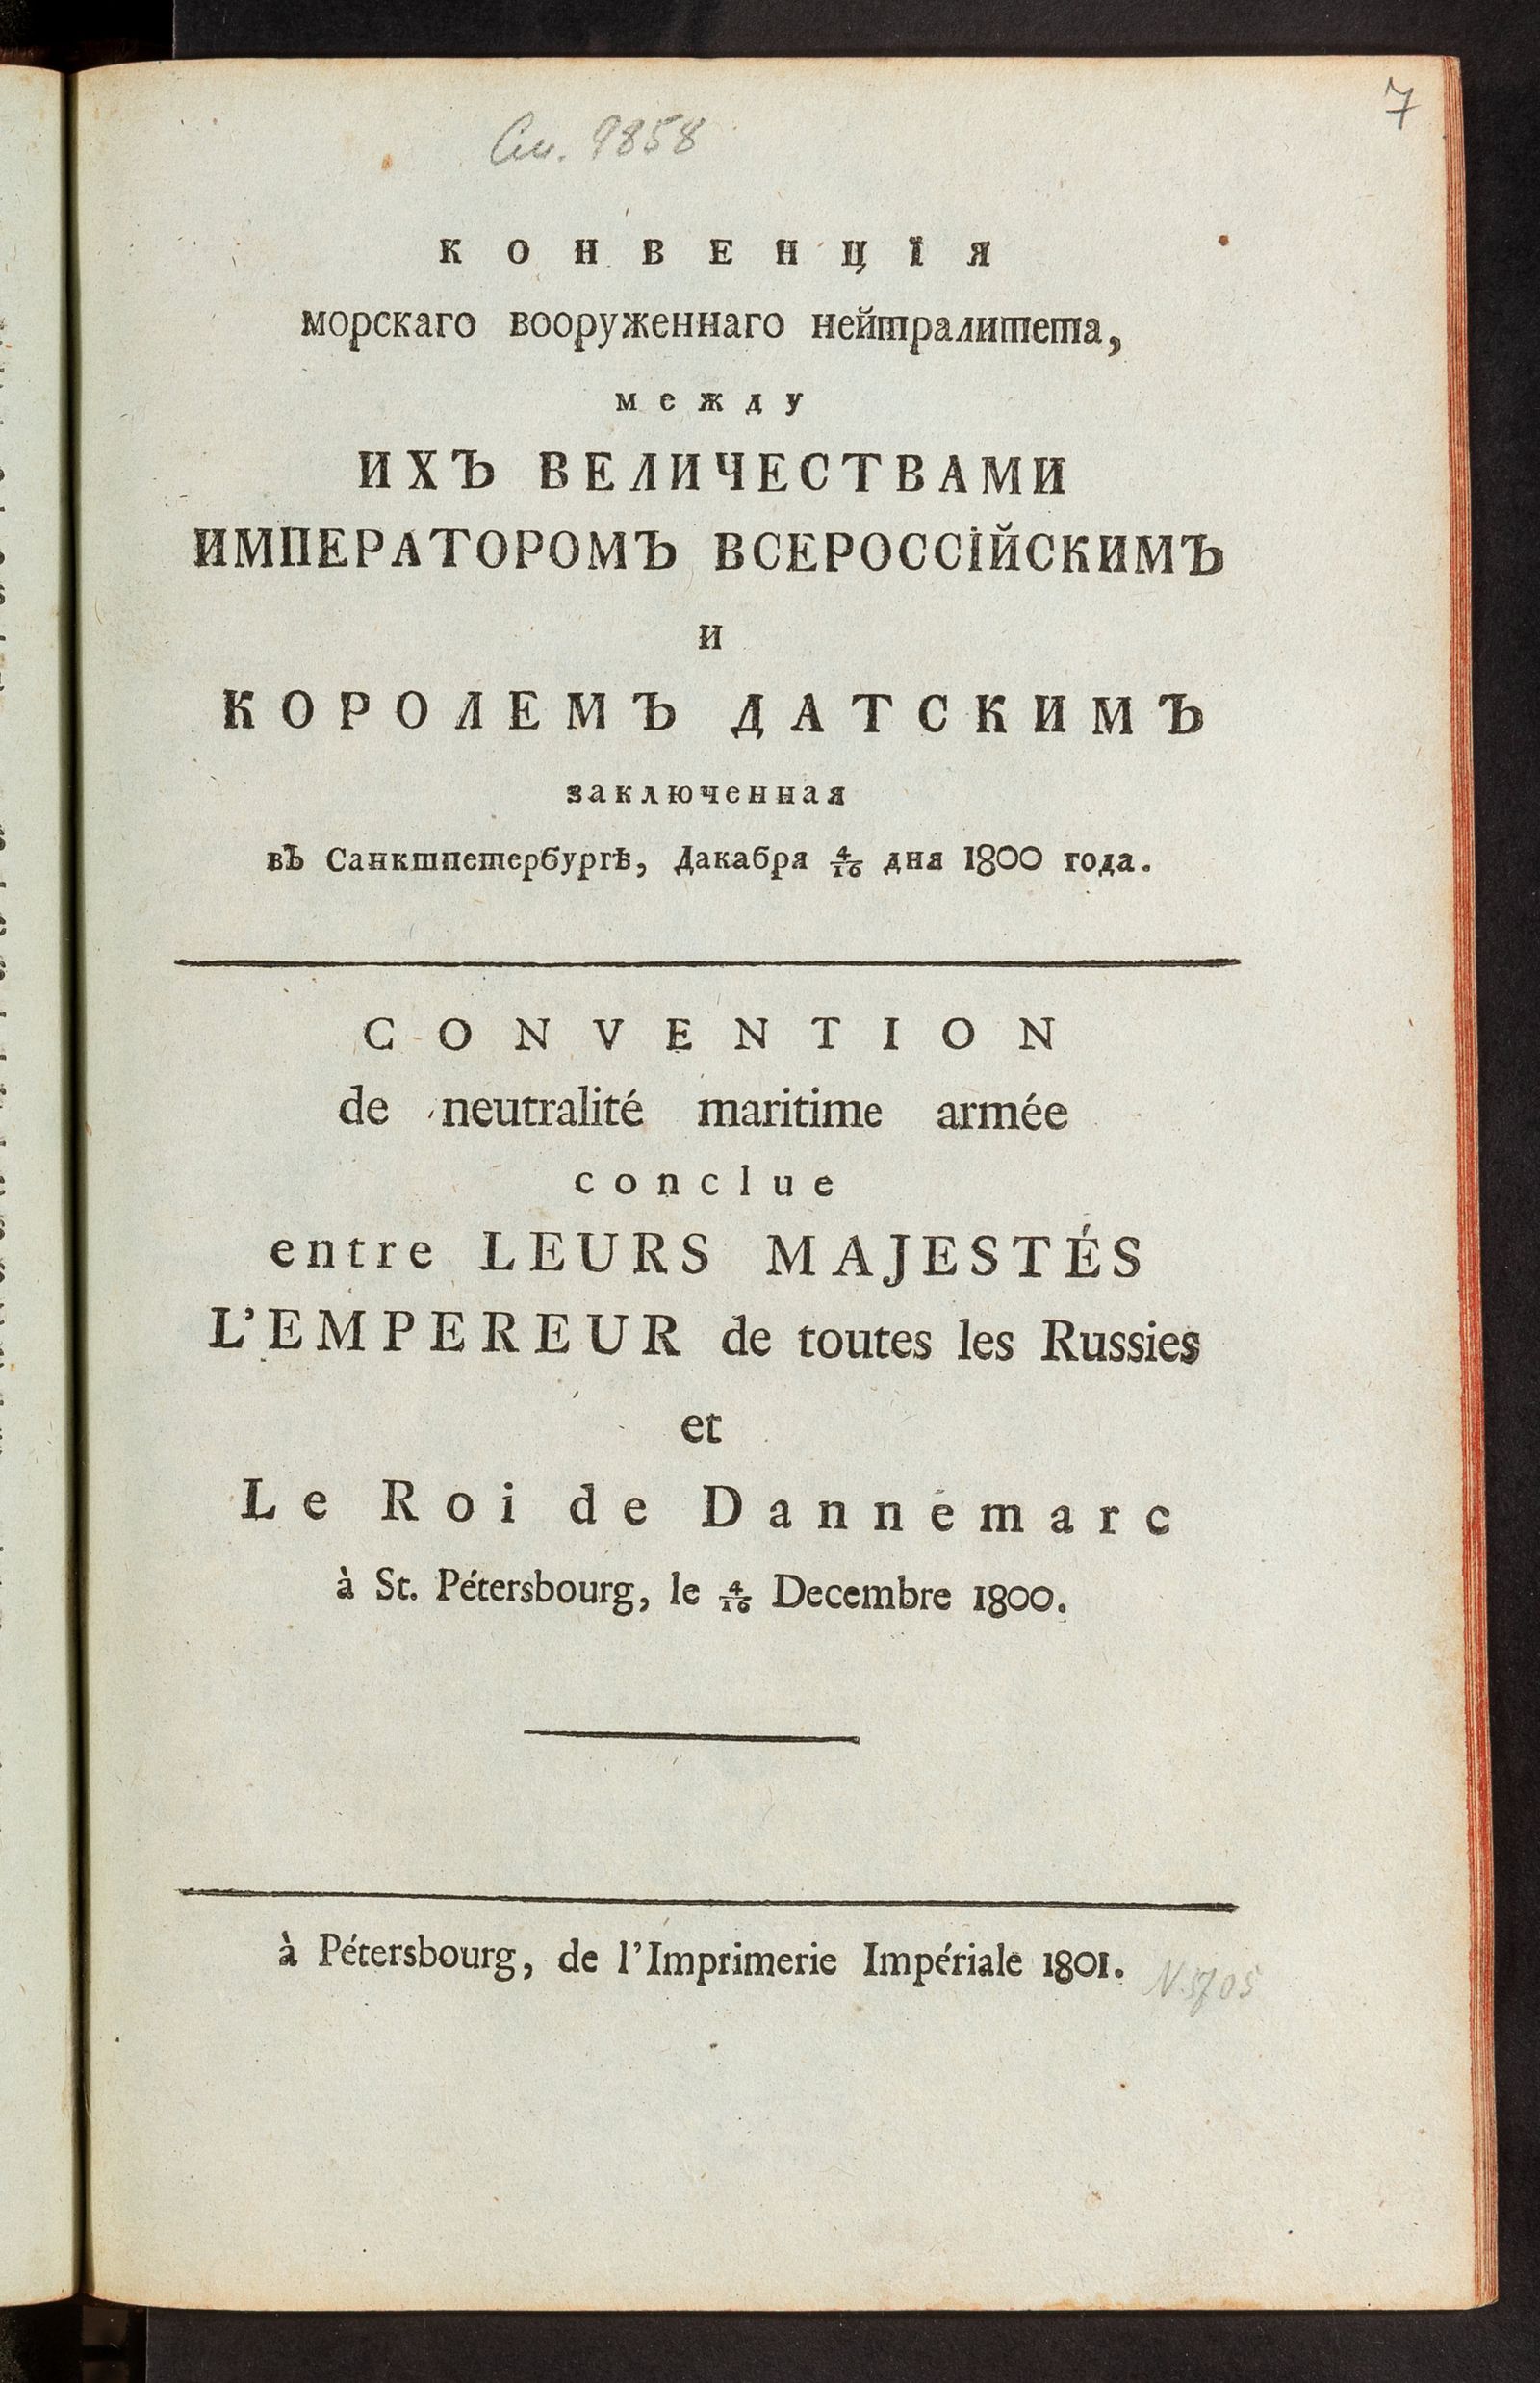 7
См. 9858
КОНВЕНЦІЯ
морскаго вооруженнаго нейтралитета,
между
ИХЪ ВЕЛИЧЕСТВАМИ
ИМПЕРАТОРОМЪ ВСЕРОССІЙСКИМЪ
и
КОРОЛЕМЪ ДАТСКИМЪ
заключенная
въ Санктпетербургѣ, Дакабря 4/16 дня 1800 года.
CONVENTION
de neutralité maritime armée
conclue
entre LEURS MAJESTÉS
L'EMPEREUR de toutes les Russies
et
Le Roi de Dannemarc
à St. Pétersbourg, le 4/16 Decembre 1800.
à Pétersbourg, de l'Imprimerie Impériale 1801.
N.5705